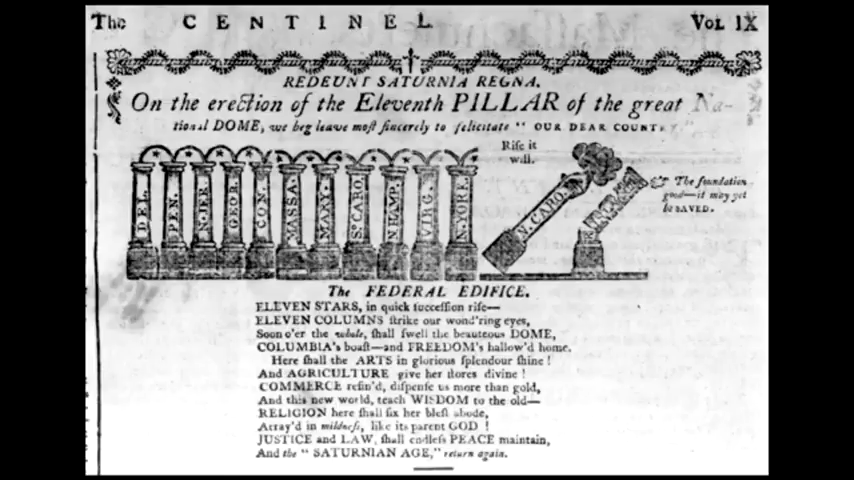 The CENTINEL Vol. IX
REDEUNT SATURNIA REGNA.
On the erection of the Eleventh PILLAR of the great Na-
tional DOME, we beg leave moſt ſincerely to felicitate "OUR DEAR COUNTRY."
Riſe it
will.
The foundation
good—it may yet
be SAVED.
DEL.
PEN.
N.JER.
GEOR.
CON.
MASSA.
MARY.
So.CARO.
N.HAMP.
VIRG.
N.YORK.
N.CARO.
The FEDERAL EDIFICE.
ELEVEN STARS, in quick ſucceſſion riſe—
ELEVEN COLUMNS ſtrike our wond'ring eyes,
Soon o'er the whole, ſhall ſwell the beauteous DOME,
COLUMBIA's boaſt—and FREEDOM's hallow'd home.
Here ſhall the ARTS in glorious ſplendour ſhine!
And AGRICULTURE give her ſtores divine!
COMMERCE refin'd, diſpenſe us more than gold,
And this new world, teach WISDOM to the old—
RELIGION here ſhall fix her bleſt abode,
Array'd in mildneſs, like its parent GOD!
JUSTICE and LAW, ſhall endleſs PEACE maintain,
And the "SATURNIAN AGE," return again.